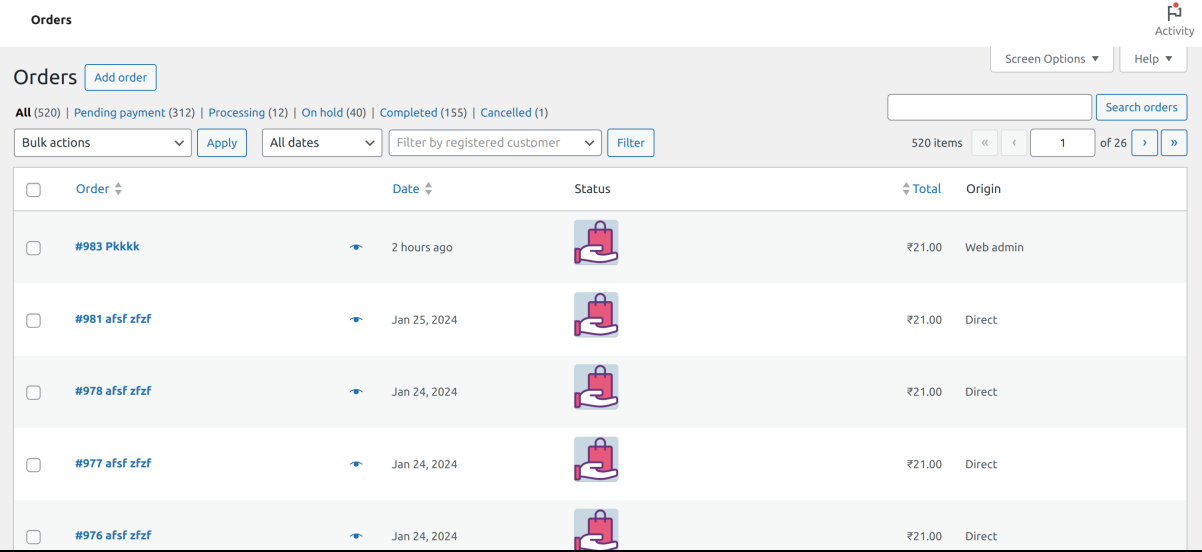 Orders
Activity
Screen Options ▼ Help ▼
Orders Add order
All (520) | Pending payment (312) | Processing (12) | On hold (40) | Completed (155) | Cancelled (1)
Search orders
Bulk actions Apply All dates Filter by registered customer Filter 520 items « ‹ 1 of 26 › »
Order Date Status Total Origin
#983 Pkkkk 2 hours ago ₹21.00 Web admin
#981 afsf zfzf Jan 25, 2024 ₹21.00 Direct
#978 afsf zfzf Jan 24, 2024 ₹21.00 Direct
#977 afsf zfzf Jan 24, 2024 ₹21.00 Direct
#976 afsf zfzf Jan 24, 2024 ₹21.00 Direct